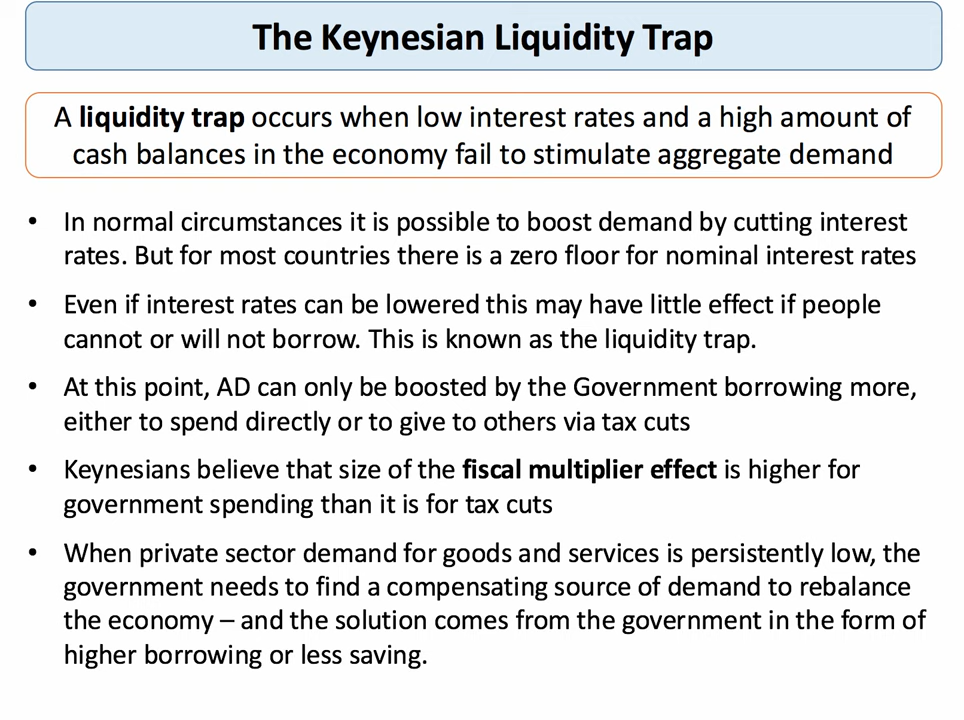 The Keynesian Liquidity Trap
A liquidity trap occurs when low interest rates and a high amount of
cash balances in the economy fail to stimulate aggregate demand
• In normal circumstances it is possible to boost demand by cutting interest
rates. But for most countries there is a zero floor for nominal interest rates
• Even if interest rates can be lowered this may have little effect if people
cannot or will not borrow. This is known as the liquidity trap.
• At this point, AD can only be boosted by the Government borrowing more,
either to spend directly or to give to others via tax cuts
• Keynesians believe that size of the fiscal multiplier effect is higher for
government spending than it is for tax cuts
• When private sector demand for goods and services is persistently low, the
government needs to find a compensating source of demand to rebalance
the economy – and the solution comes from the government in the form of
higher borrowing or less saving.